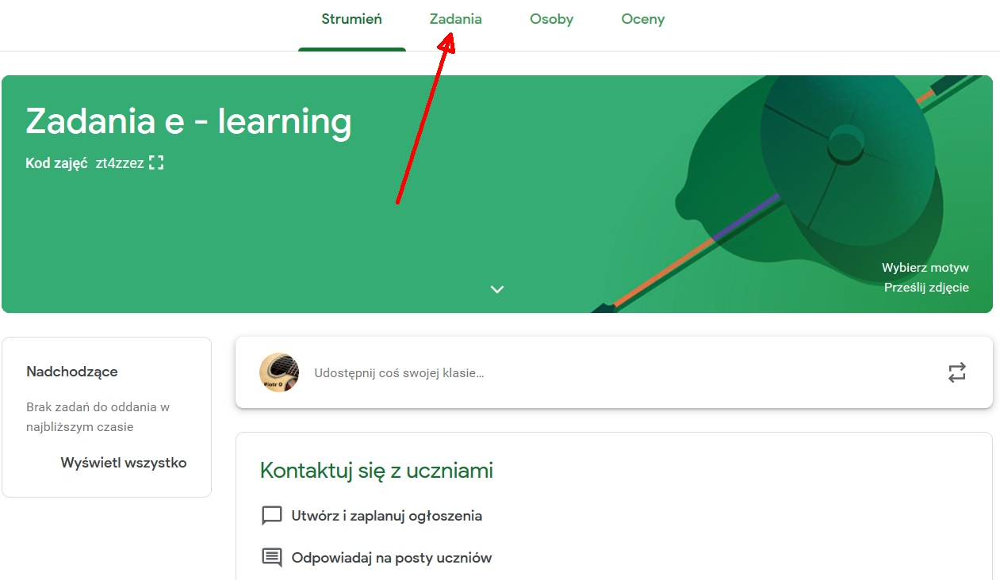 Strumień Zadania Osoby Oceny
Zadania e - learning
Kod zajęć zt4zzez
Wybierz motyw
Prześlij zdjęcie
Nadchodzące
Brak zadań do oddania w
najbliższym czasie
Wyświetl wszystko
Piotr O
Udostępnij coś swojej klasie...
Kontaktuj się z uczniami
Utwórz i zaplanuj ogłoszenia
Odpowiadaj na posty uczniów